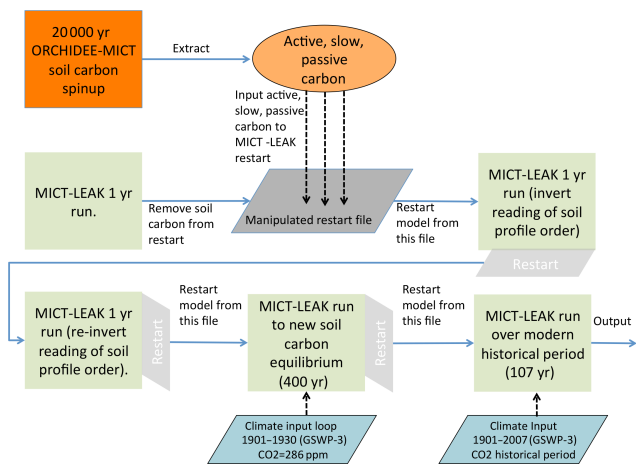 20 000 yr
ORCHIDEE-MICT
soil carbon
spinup
Extract
Active, slow,
passive
carbon
Input active,
slow, passive
carbon to
MICT -LEAK
restart
MICT-LEAK 1 yr
run.
Remove soil
carbon from
restart
Manipulated restart file
Restart
model from
this file
MICT-LEAK 1 yr
run (invert
reading of soil
profile order)
Restart
MICT-LEAK 1 yr
run (re-invert
reading of soil
profile order).
Restart
Restart
model from
this file
MICT-LEAK run
to new soil
carbon
equilibrium
(400 yr)
Restart
Restart
model from
this file
MICT-LEAK run
over modern
historical period
(107 yr)
Output
Climate input loop
1901–1930 (GSWP-3)
CO2=286 ppm
Climate Input
1901–2007 (GSWP-3)
CO2 historical period